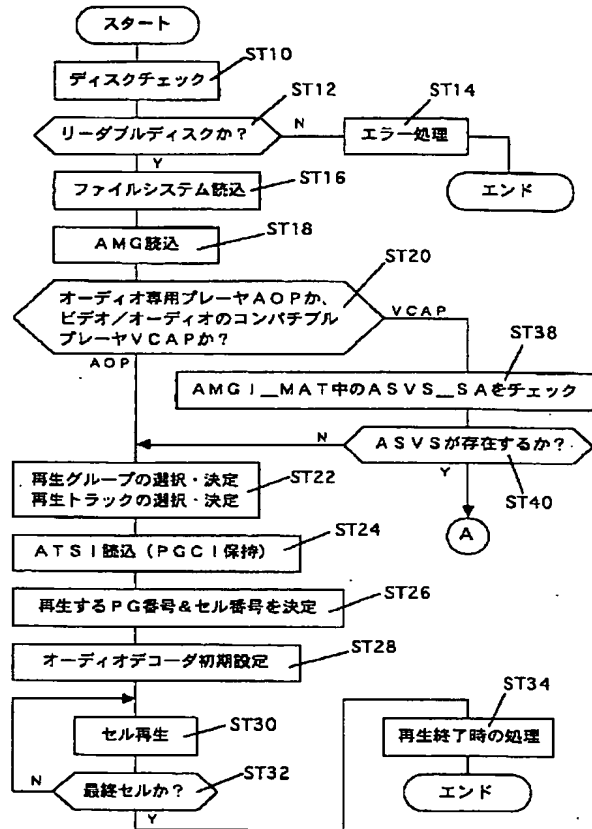 スタート
ST10
ディスクチェック
ST12
リーダブルディスクか?
N
ST14
エラー処理
Y
エンド
ST16
ファイルシステム読込
ST18
AMG読込
ST20
オーディオ専用プレーヤAOPか、
ビデオ/オーディオのコンパチブル
プレーヤVCAPか?
VCAP
AOP
ST38
AMGI__MAT中のASVS__SAをチェック
N
ASVSが存在するか?
Y
ST40
A
再生グループの選択・決定
再生トラックの選択・決定
ST22
ST24
ATSI読込(PGCI保持)
ST26
再生するPG番号&セル番号を決定
ST28
オーディオデコーダ初期設定
ST34
セル再生
ST30
再生終了時の処理
N
最終セルか?
ST32
エンド
Y